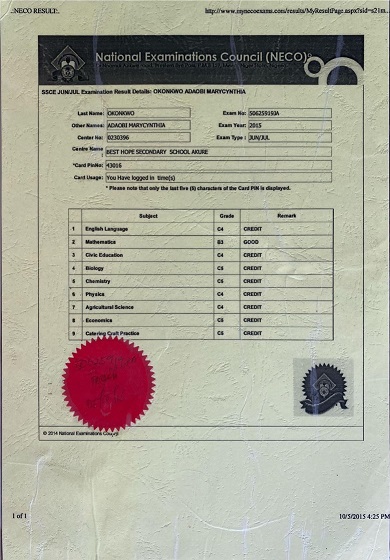 ..NECO RESULT:.. http://www.mynecoexams.com/results/MyResultPage.aspx?sid=s21m...
National Examinations Council (NECO)®
SSCE JUN/JUL Examination Result Details: OKONKWO ADAOBI MARYCYNTHIA
Last Name: OKONKWO Exam No:
Other Names: ADAOBI MARYCYNTHIA Exam Year: 2015
Center No: 0230396 Exam Type: JUN/JUL
Centre Name: BEST HOPE SECONDARY SCHOOL AKURE
*Card PinNo: 43016
Card Usage: You Have logged in time(s)
* Please note that only the last five (5) characters of the Card PIN is displayed.
Subject Grade Remark
1 English Language C4 CREDIT
2 Mathematics B3 GOOD
3 Civic Education C4 CREDIT
4 Biology C5 CREDIT
5 Chemistry C5 CREDIT
6 Physics C4 CREDIT
7 Agricultural Science C4 CREDIT
8 Economics C6 CREDIT
9 Catering Craft Practice C6 CREDIT
© 2014 National Examinations Council
1 of 1 10/5/2015 4:25 PM